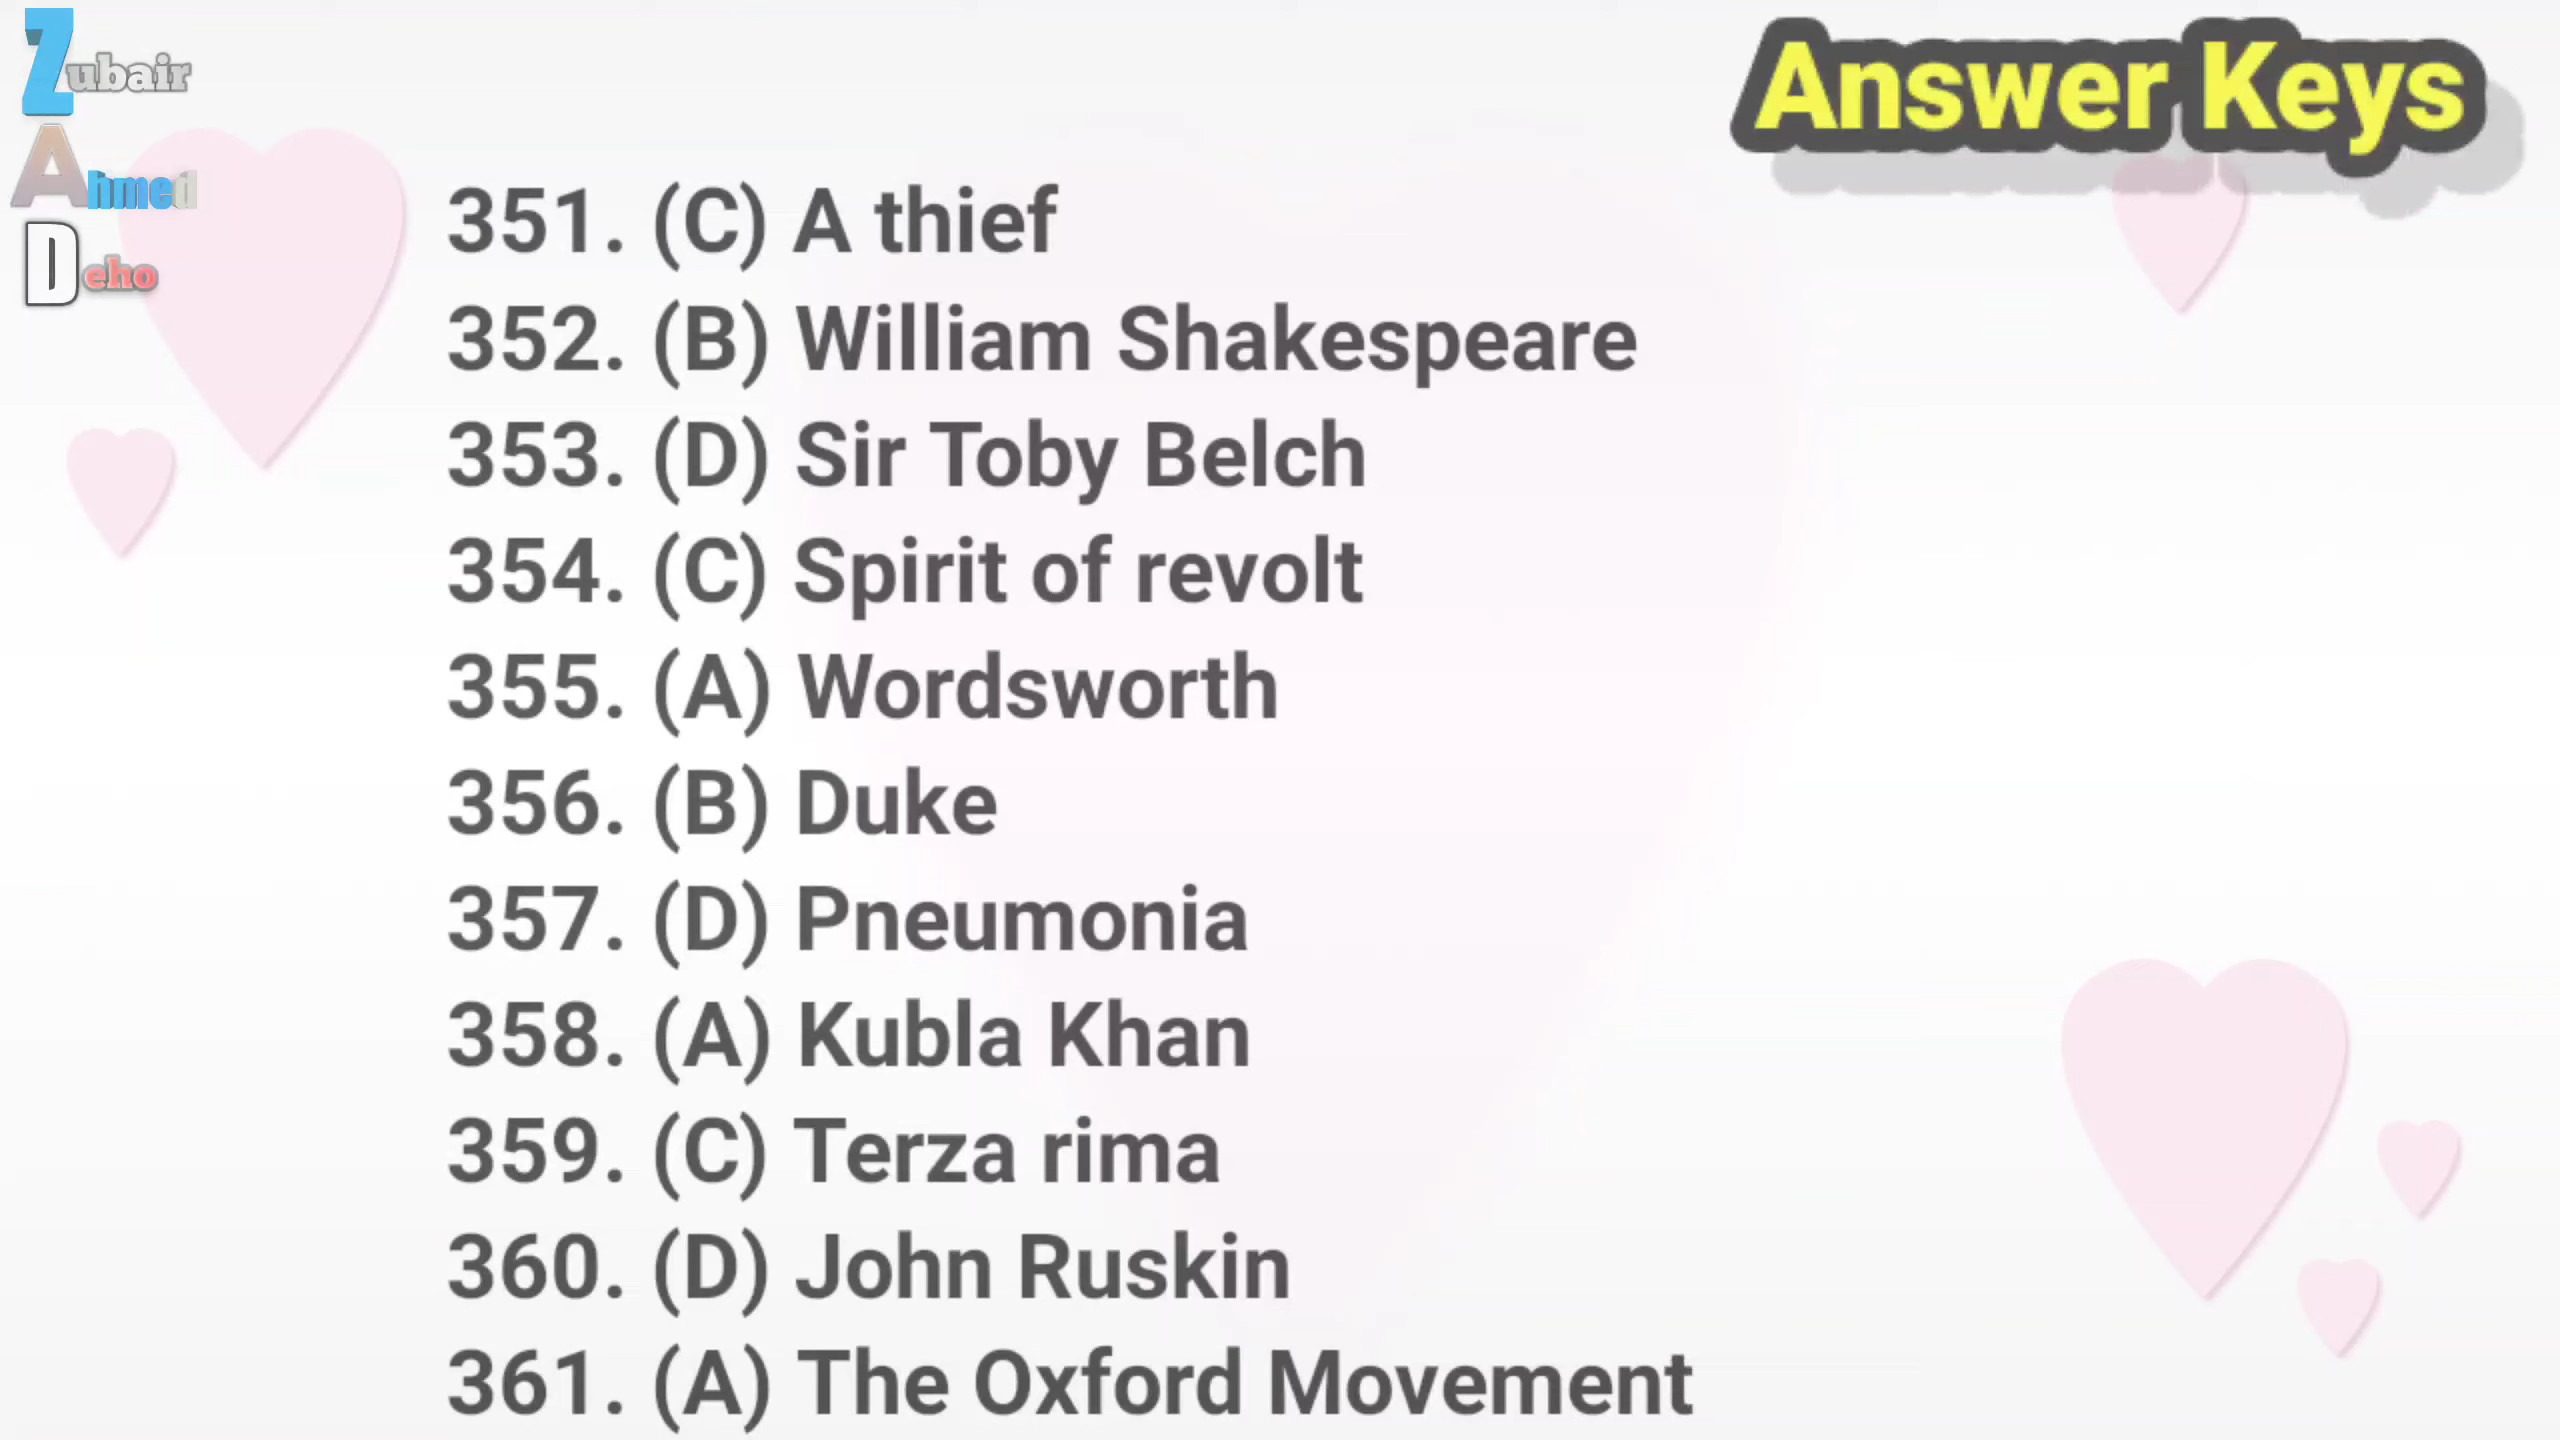 Zubair
Ahmed
Deho
Answer Keys
351. (C) A thief
352. (B) William Shakespeare
353. (D) Sir Toby Belch
354. (C) Spirit of revolt
355. (A) Wordsworth
356. (B) Duke
357. (D) Pneumonia
358. (A) Kubla Khan
359. (C) Terza rima
360. (D) John Ruskin
361. (A) The Oxford Movement